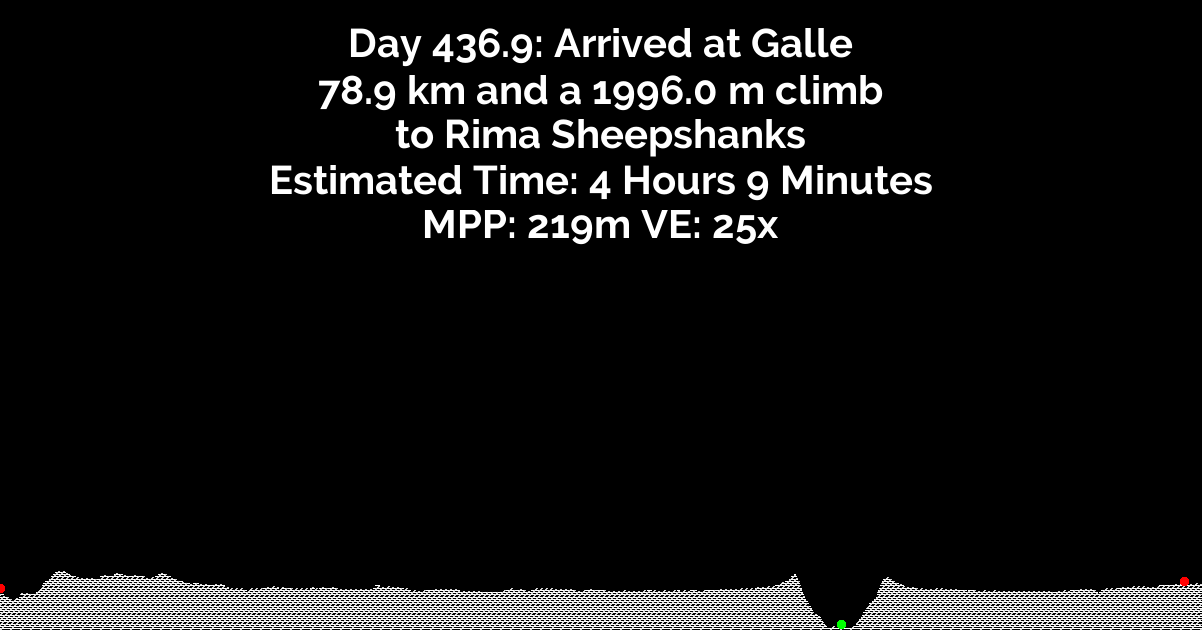 Day 436.9: Arrived at Galle
78.9 km and a 1996.0 m climb
to Rima Sheepshanks
Estimated Time: 4 Hours 9 Minutes
MPP: 219m VE: 25x